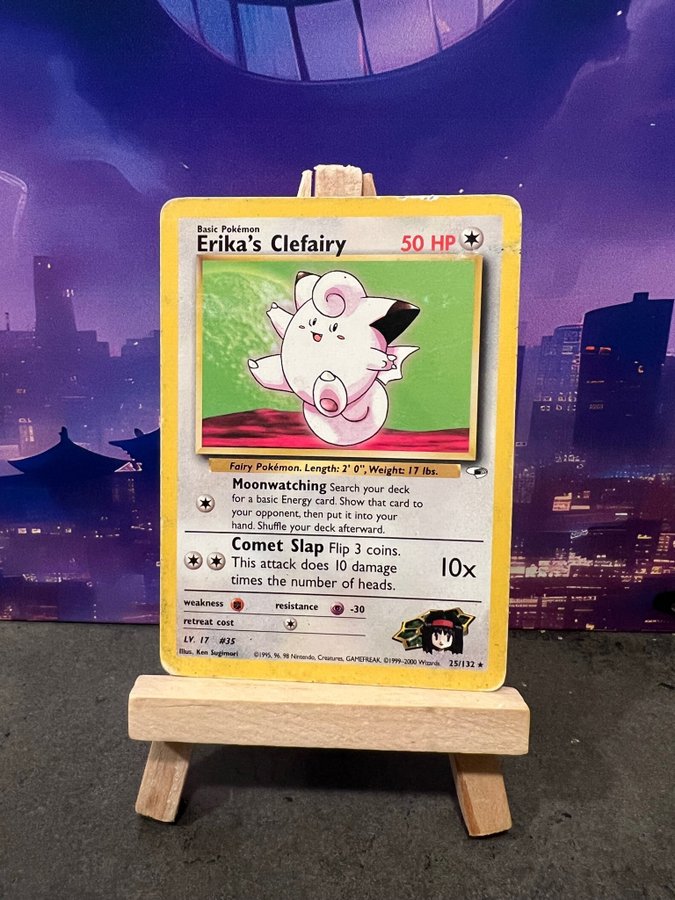 Basic Pokémon
Erika's Clefairy 50 HP
Fairy Pokémon. Length: 2' 0", Weight: 17 lbs.
Moonwatching Search your deck
for a basic Energy card. Show that card to
your opponent, then put it into your
hand. Shuffle your deck afterward.
Comet Slap Flip 3 coins.
This attack does 10 damage
times the number of heads.
10x
weakness resistance -30
retreat cost
LV. 17 #35
Illus. Ken Sugimori ©1995, 96, 98 Nintendo, Creatures, GAMEFREAK. ©1999-2000 Wizards. 25/132 ★